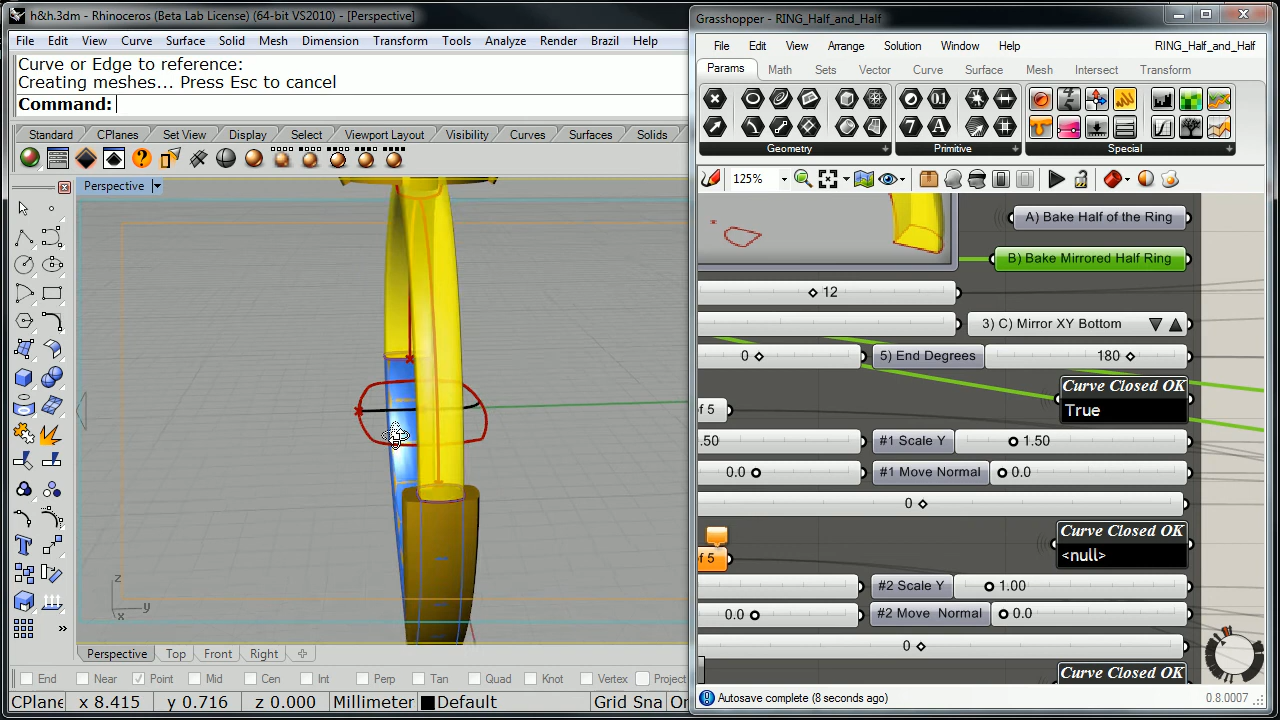 h&h.3dm - Rhinoceros (Beta Lab License) (64-bit VS2010) - [Perspective]
File Edit View Curve Surface Solid Mesh Dimension Transform Tools Analyze Render Brazil Help
Curve or Edge to reference:
Creating meshes... Press Esc to cancel
Command:
Standard CPlanes Set View Display Select Viewport Layout Visibility Curves Surfaces Solids
Perspective
z
y
x
Perspective Top Front Right
End Near Point Mid Cen Int Perp Tan Quad Knot Vertex Project
CPlane x 8.415 y 0.716 z 0.000 Millimeter Default Grid Sna
Grasshopper - RING_Half_and_Half
File Edit View Arrange Solution Window Help RING_Half_and_Half
Params Math Sets Vector Curve Surface Mesh Intersect Transform
Geometry Primitive Special
125%
A) Bake Half of the Ring
B) Bake Mirrored Half Ring
12
3) C) Mirror XY Bottom
0 5) End Degrees 180
Curve Closed OK
True
of 5
.50 #1 Scale Y 1.50
0.0 #1 Move Normal 0.0
0
Curve Closed OK
<null>
of 5
#2 Scale Y 1.00
0.0 #2 Move Normal 0.0
0
Curve Closed OK
Autosave complete (8 seconds ago) 0.8.0007